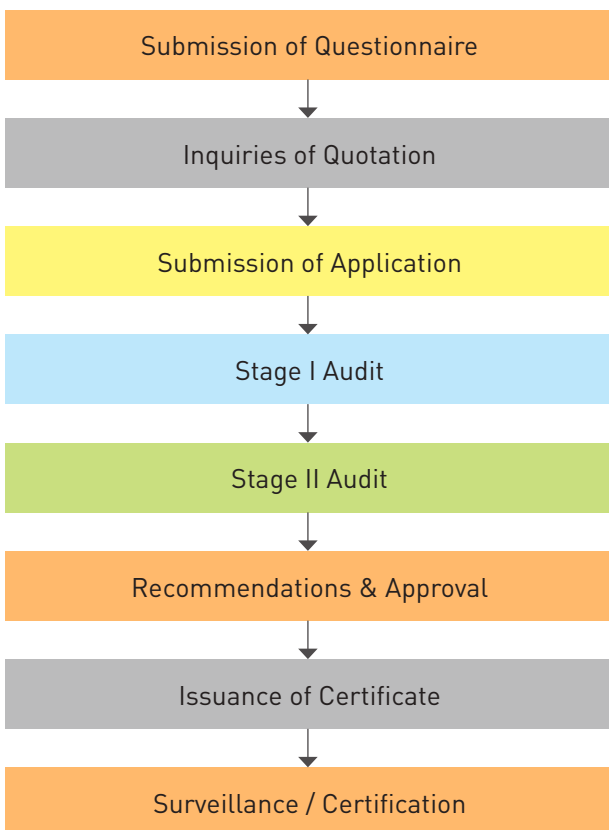 Submission of Questionnaire
Inquiries of Quotation
Submission of Application
Stage I Audit
Stage II Audit
Recommendations & Approval
Issuance of Certificate
Surveillance / Certification